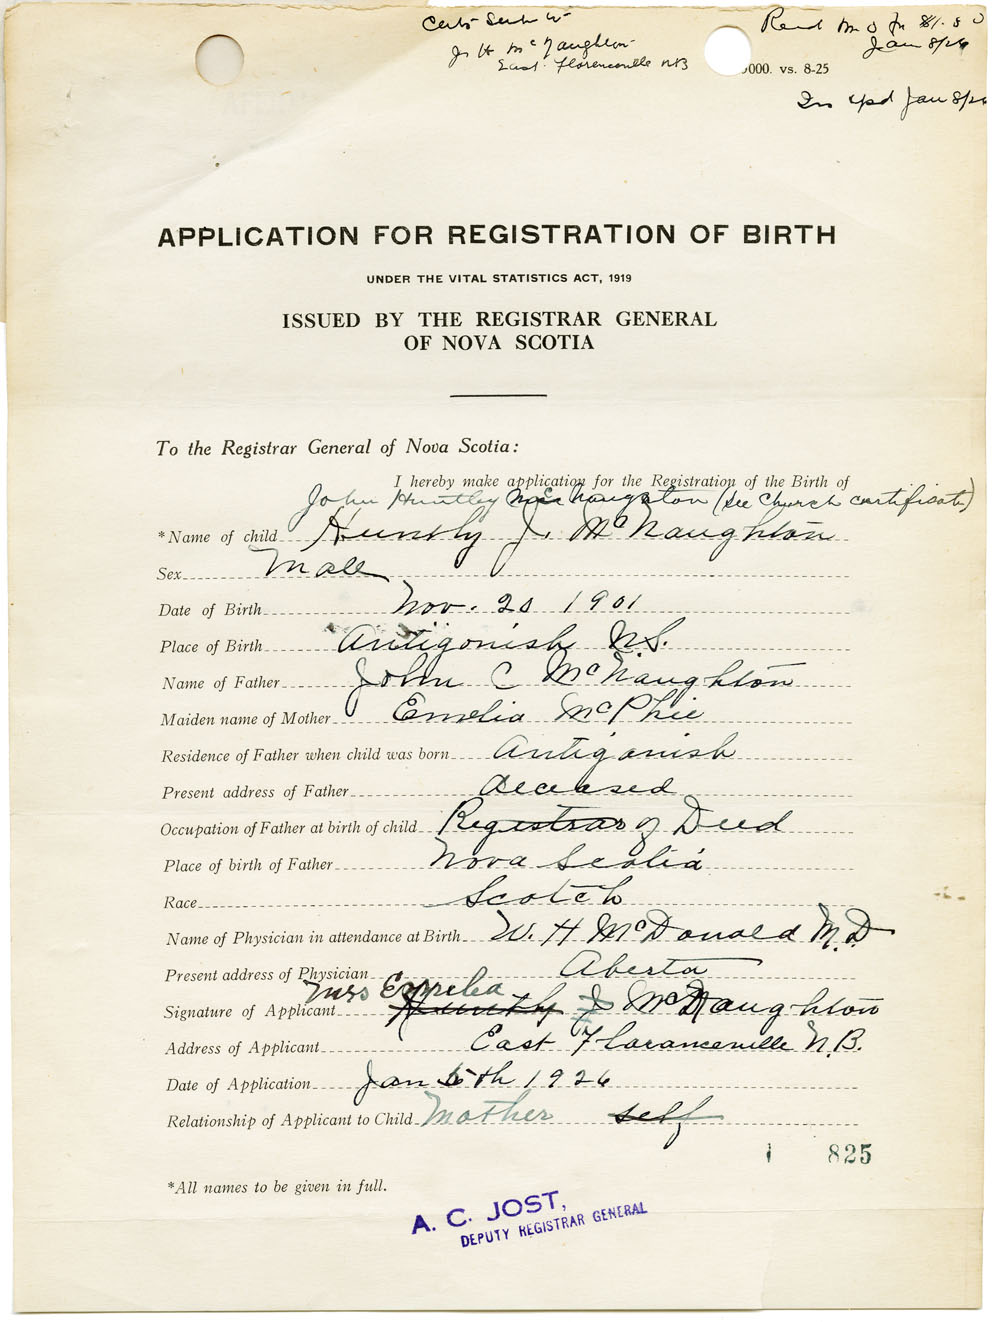 Certs Sent to
J. H McNaughton
East Florenceville NB
Recd M O for $1.50
Jan 8/26
000. vs. 8-25
Jan 8/26
APPLICATION FOR REGISTRATION OF BIRTH
UNDER THE VITAL STATISTICS ACT, 1919
ISSUED BY THE REGISTRAR GENERAL
OF NOVA SCOTIA
To the Registrar General of Nova Scotia:
I hereby make application for the Registration of the Birth of
John Huntley MacNaughton (see Church certificate)
*Name of child Huntly J. McNaughton
Sex Male
Date of Birth Nov. 20 1901
Place of Birth Antigonish N.S.
Name of Father John C McNaughton
Maiden name of Mother Emelia McPhie
Residence of Father when child was born Antigonish
Present address of Father deceased
Occupation of Father at birth of child Registrar of Deed
Place of birth of Father Nova Scotia
Race Scotch
Name of Physician in attendance at Birth W. H McDonald M.D
Present address of Physician Aberta
Mrs Emelia
Signature of Applicant Huntly J McNaughton
Address of Applicant East Floranceville N.B.
Date of Application Jan 5th 1926
Relationship of Applicant to Child Mother self
1 825
*All names to be given in full.
A. C. JOST,
DEPUTY REGISTRAR GENERAL